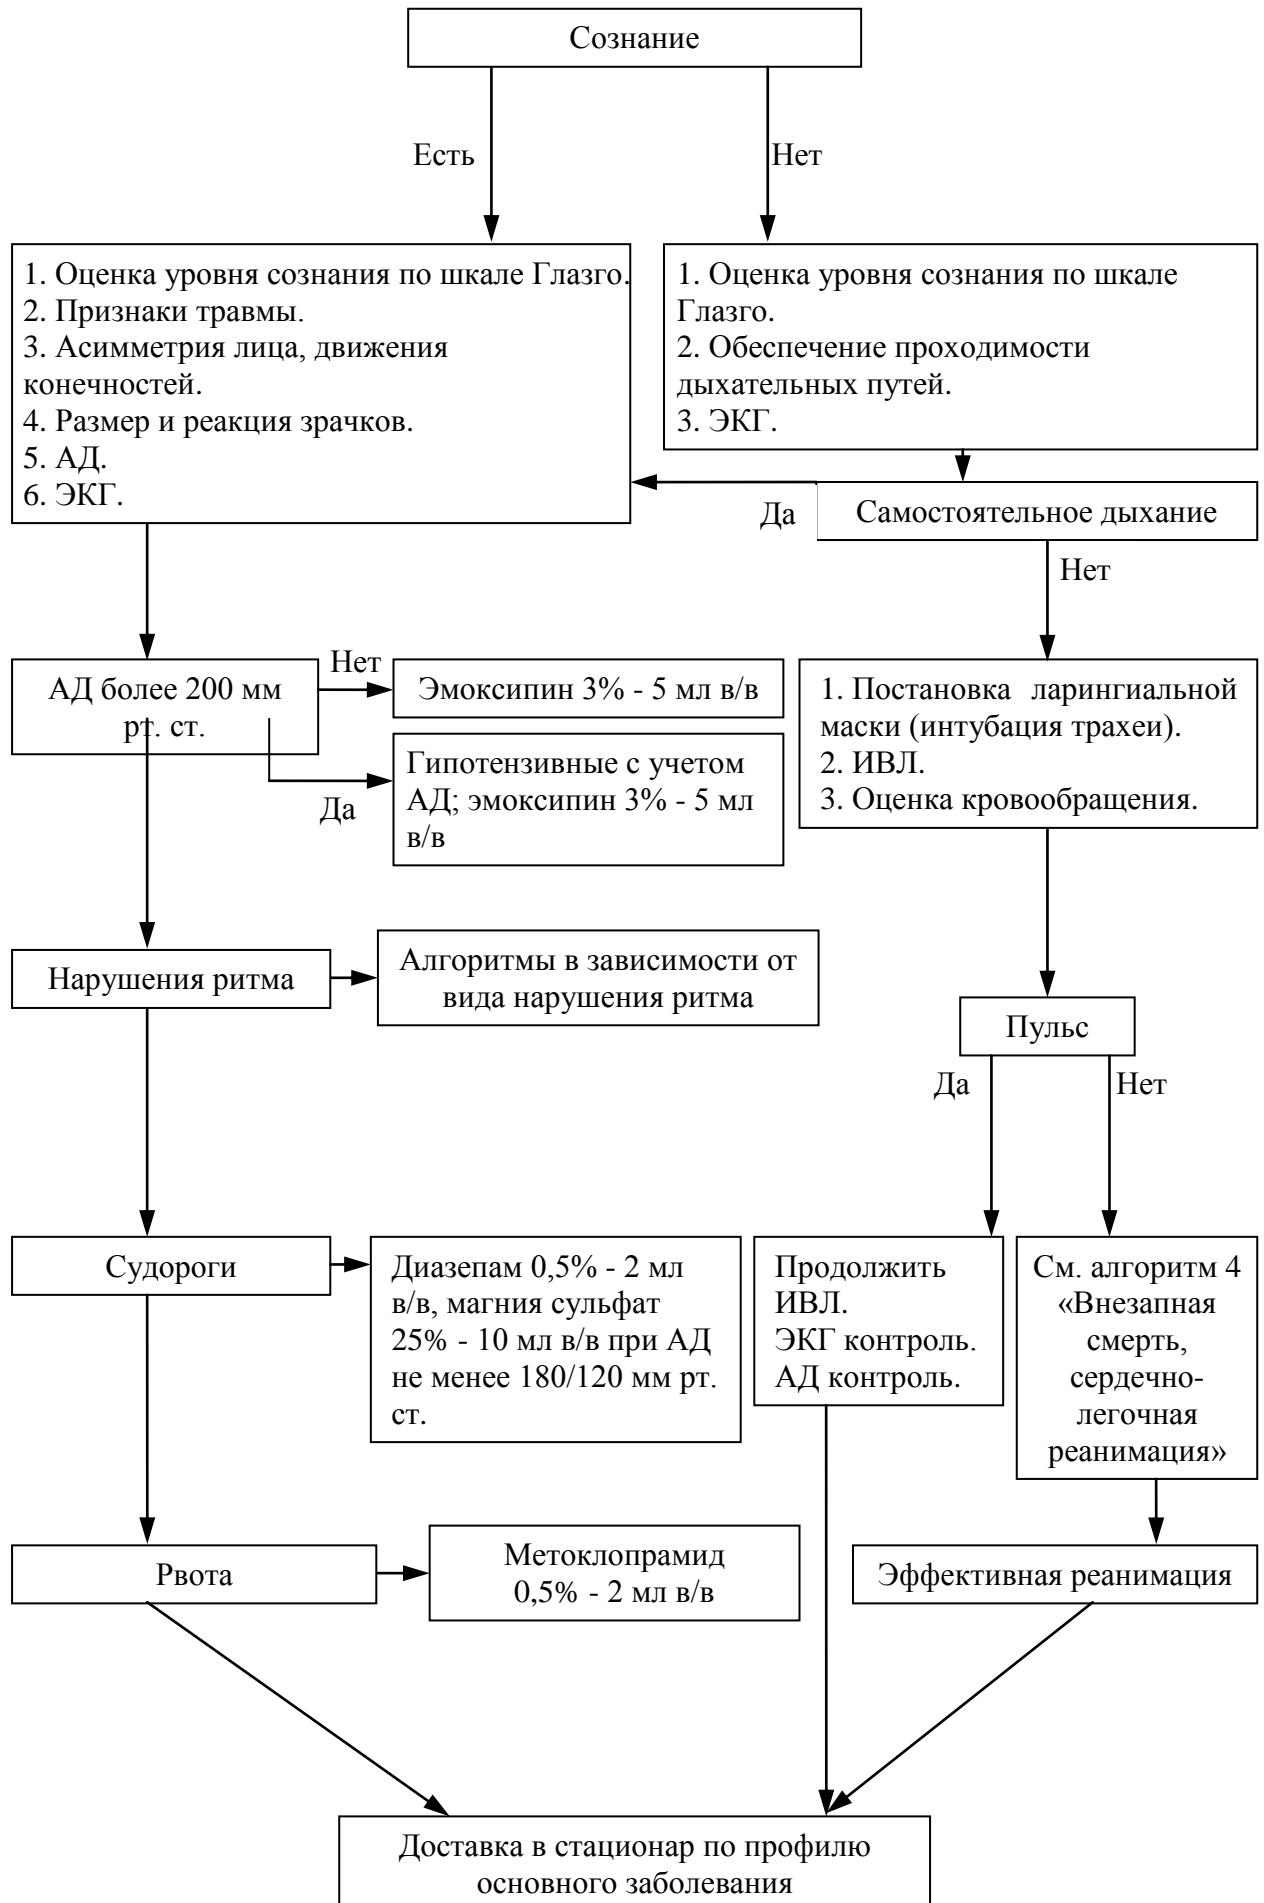 Сознание
Есть
Нет
1. Оценка уровня сознания по шкале Глазго.
2. Признаки травмы.
3. Асимметрия лица, движения
конечностей.
4. Размер и реакция зрачков.
5. АД.
6. ЭКГ.
1. Оценка уровня сознания по шкале
Глазго.
2. Обеспечение проходимости
дыхательных путей.
3. ЭКГ.
Да
Самостоятельное дыхание
Нет
АД более 200 мм
рт. ст.
Нет
Эмоксипин 3% - 5 мл в/в
Да
Гипотензивные с учетом
АД; эмоксипин 3% - 5 мл
в/в
1. Постановка ларингиальной
маски (интубация трахеи).
2. ИВЛ.
3. Оценка кровообращения.
Нарушения ритма
Алгоритмы в зависимости от
вида нарушения ритма
Пульс
Да
Нет
Судороги
Диазепам 0,5% - 2 мл
в/в, магния сульфат
25% - 10 мл в/в при АД
не менее 180/120 мм рт.
ст.
Продолжить
ИВЛ.
ЭКГ контроль.
АД контроль.
См. алгоритм 4
«Внезапная
смерть,
сердечно-
легочная
реанимация»
Рвота
Метоклопрамид
0,5% - 2 мл в/в
Эффективная реанимация
Доставка в стационар по профилю
основного заболевания